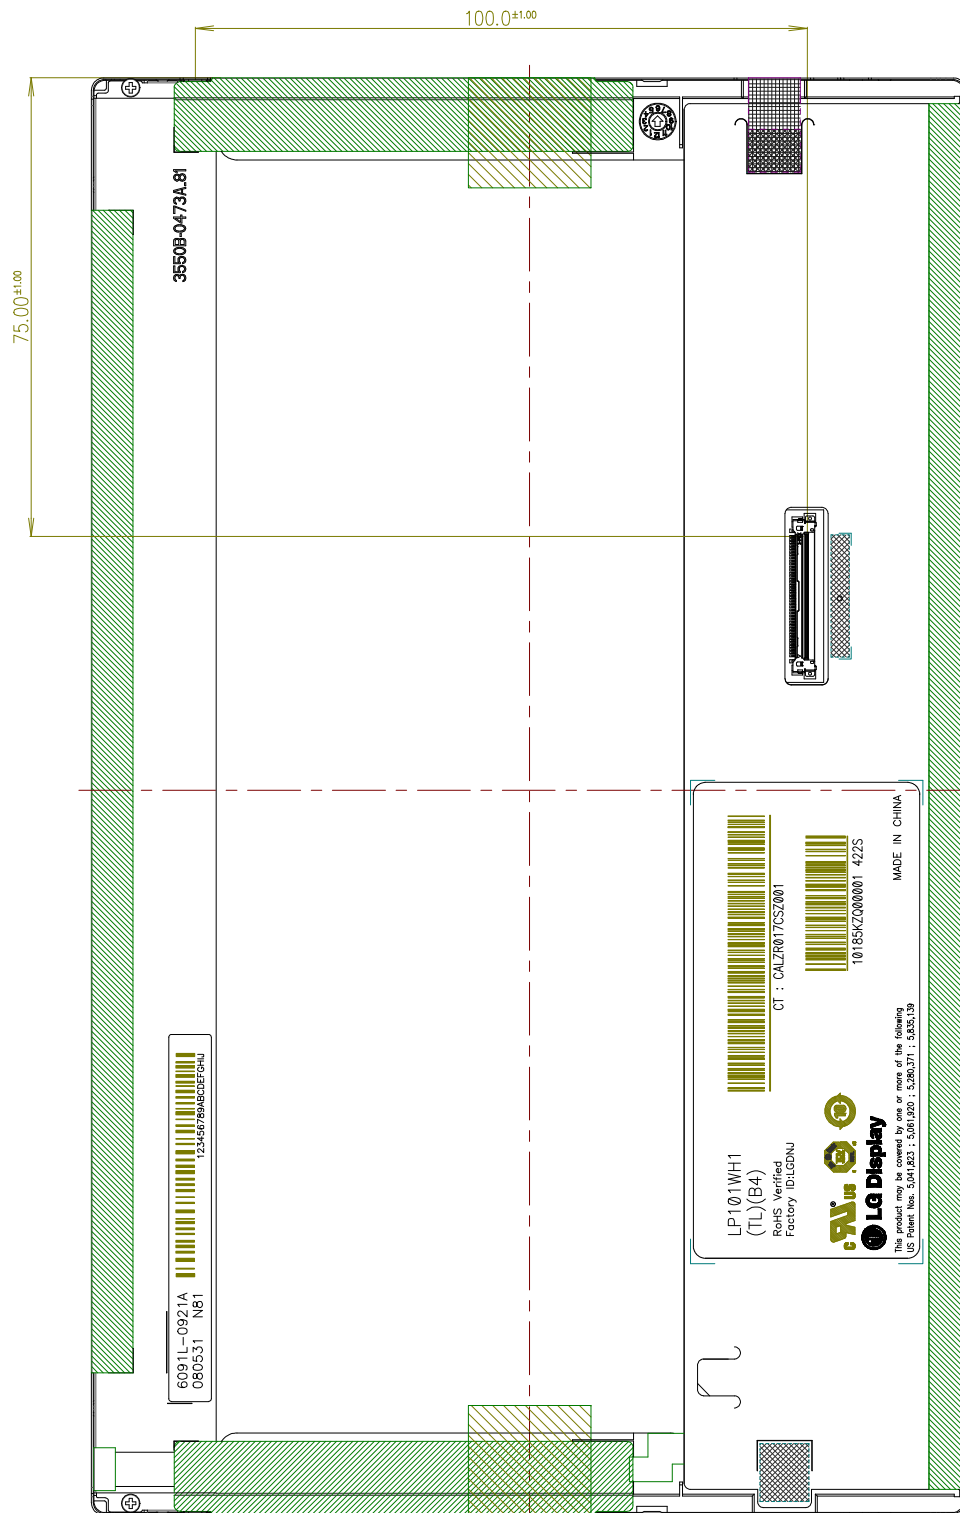 100.0±1.00
75.00±1.00
3550B-0473A.81
6091L-0921A
080531 N81
123456789ABCDEFGHIJ
LP101WH1
(TL)(B4)
RoHS Verified
Factory ID:LGDNJ
CT : CALZR017CSZ001
10185KZQ00001 422S
C US
LG Display
MADE IN CHINA
This product may be covered by one or more of the following
US Patent Nos. 5,041,823 ; 5,061,920 ; 5,280,371 ; 5,835,139